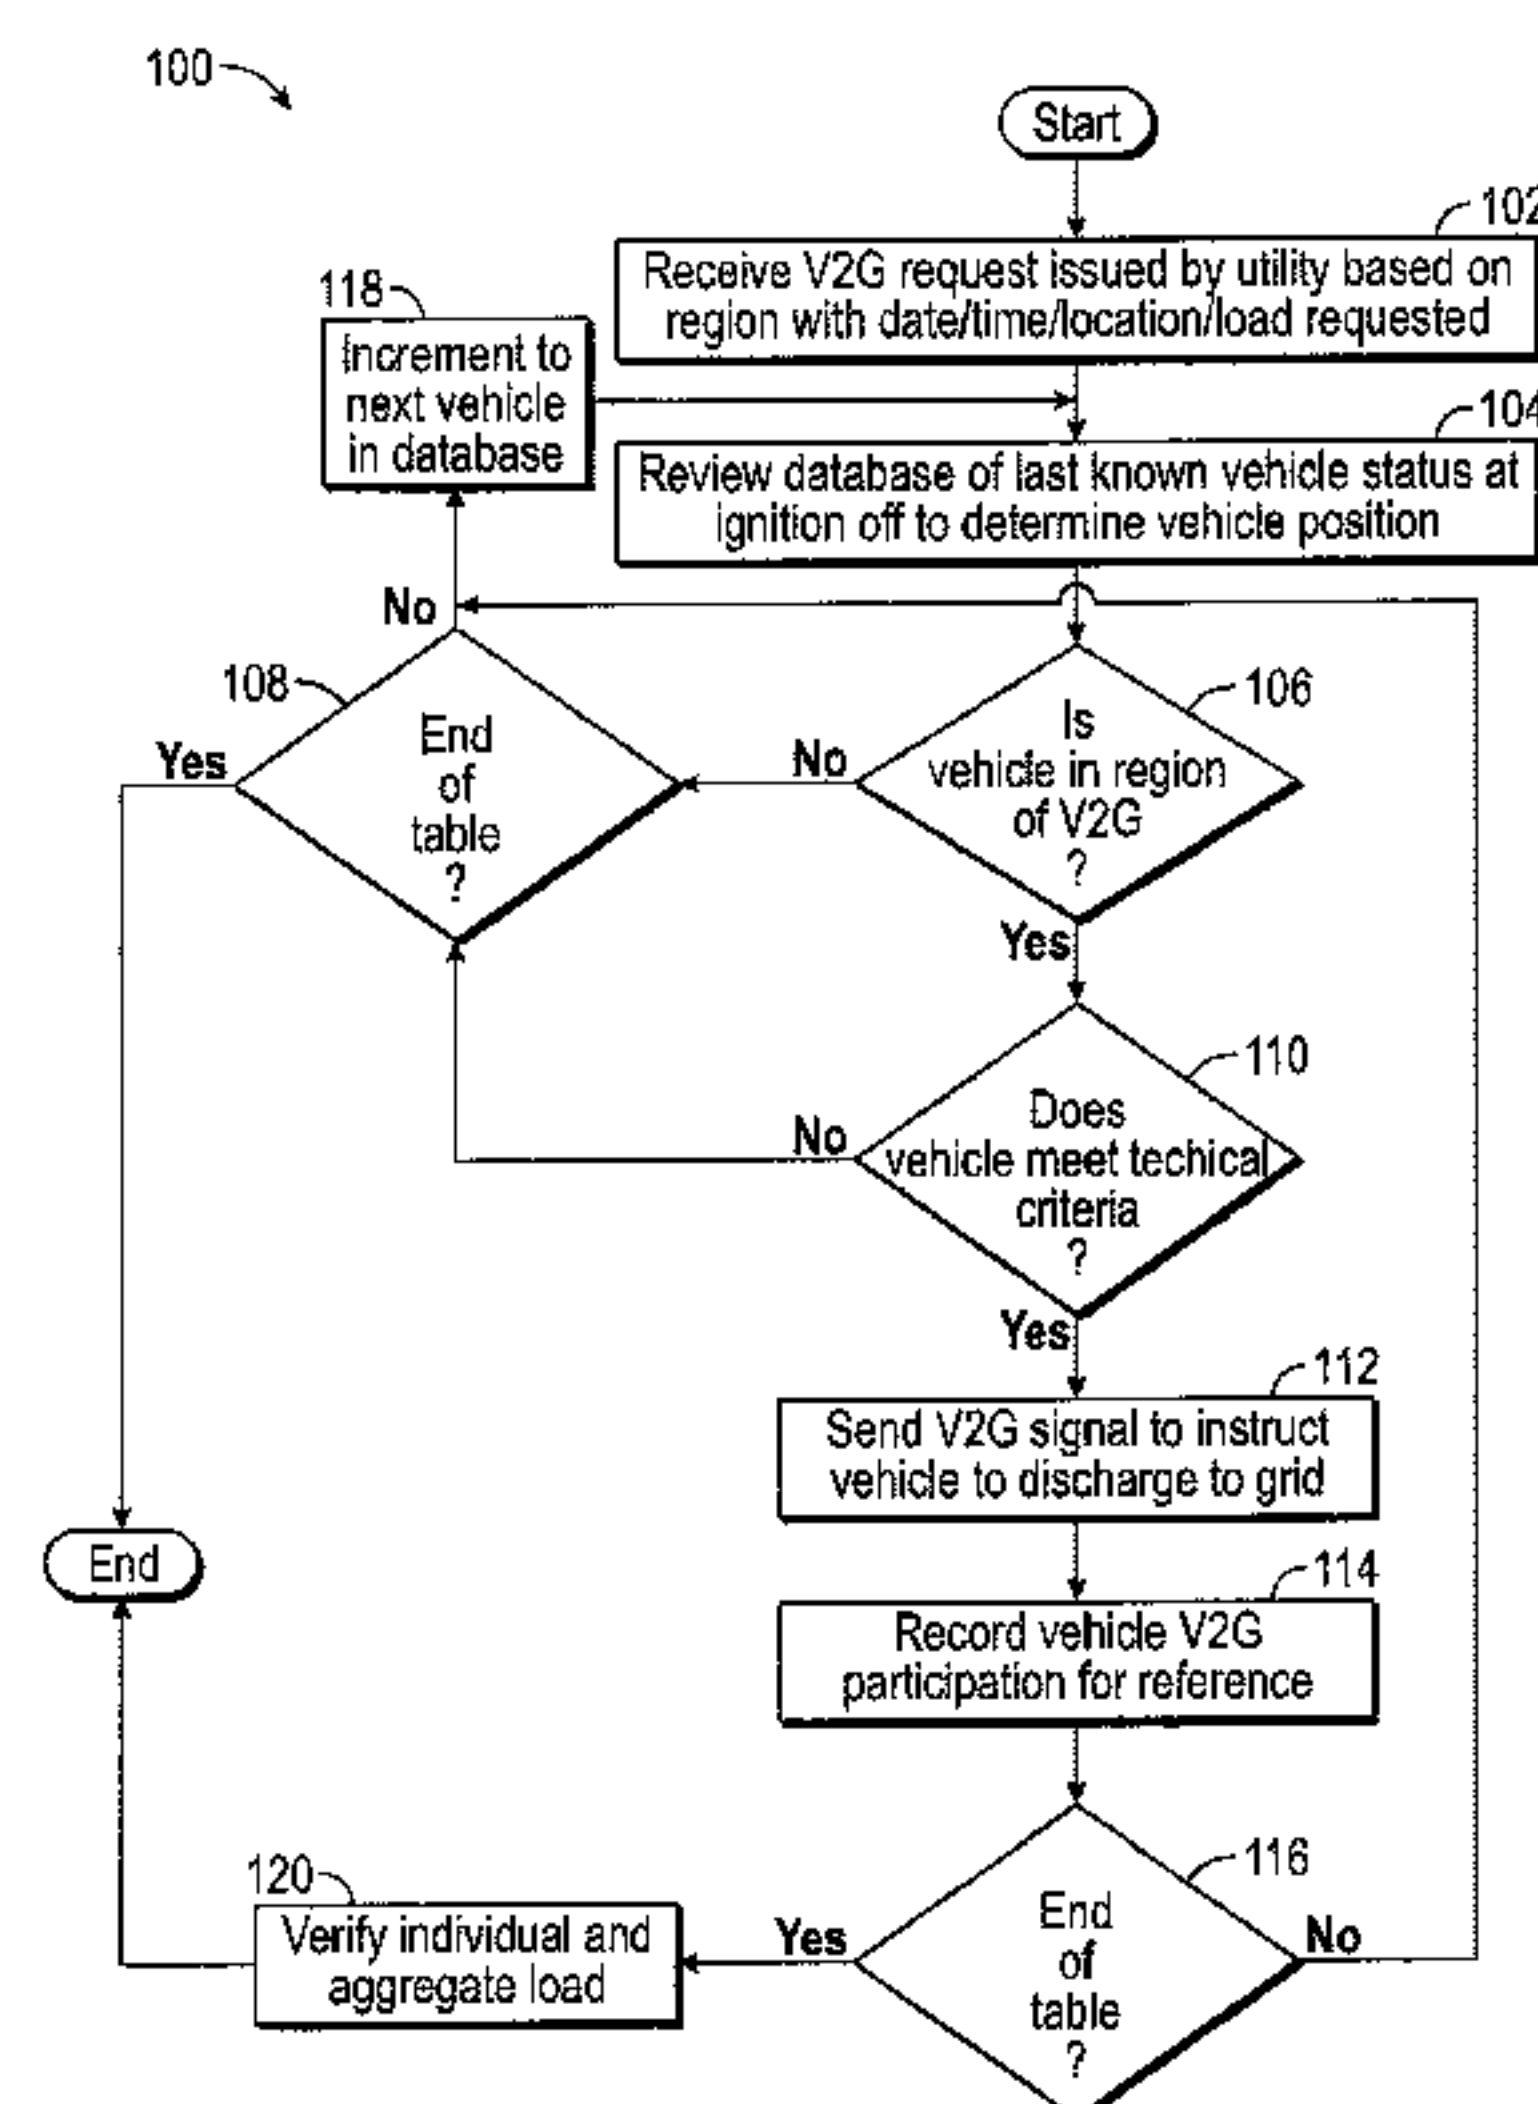 100
Start
102
Receive V2G request issued by utility based on
region with date/time/location/load requested
118
Increment to
next vehicle
in database
104
Review database of last known vehicle status at
ignition off to determine vehicle position
No
108
Yes
End
of
table
?
No
106
Is
vehicle in region
of V2G
?
Yes
110
No
Does
vehicle meet techical
criteria
?
Yes
112
Send V2G signal to instruct
vehicle to discharge to grid
End
114
Record vehicle V2G
participation for reference
120
Verify individual and
aggregate load
Yes
116
End
of
table
?
No